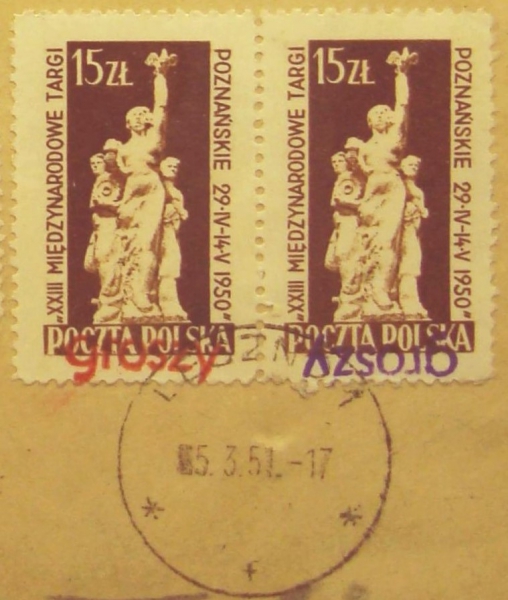 "XXIII MIĘDZYNARODOWE TARGI
15 ZŁ
POZNAŃSKIE 29-IV-14-V 1950"
POCZTA POLSKA
groszy
"XXIII MIĘDZYNARODOWE TARGI
15 ZŁ
POZNAŃSKIE 29-IV-14-V 1950"
POCZTA POLSKA
groszy
5. 3. 51.-17
* *
f